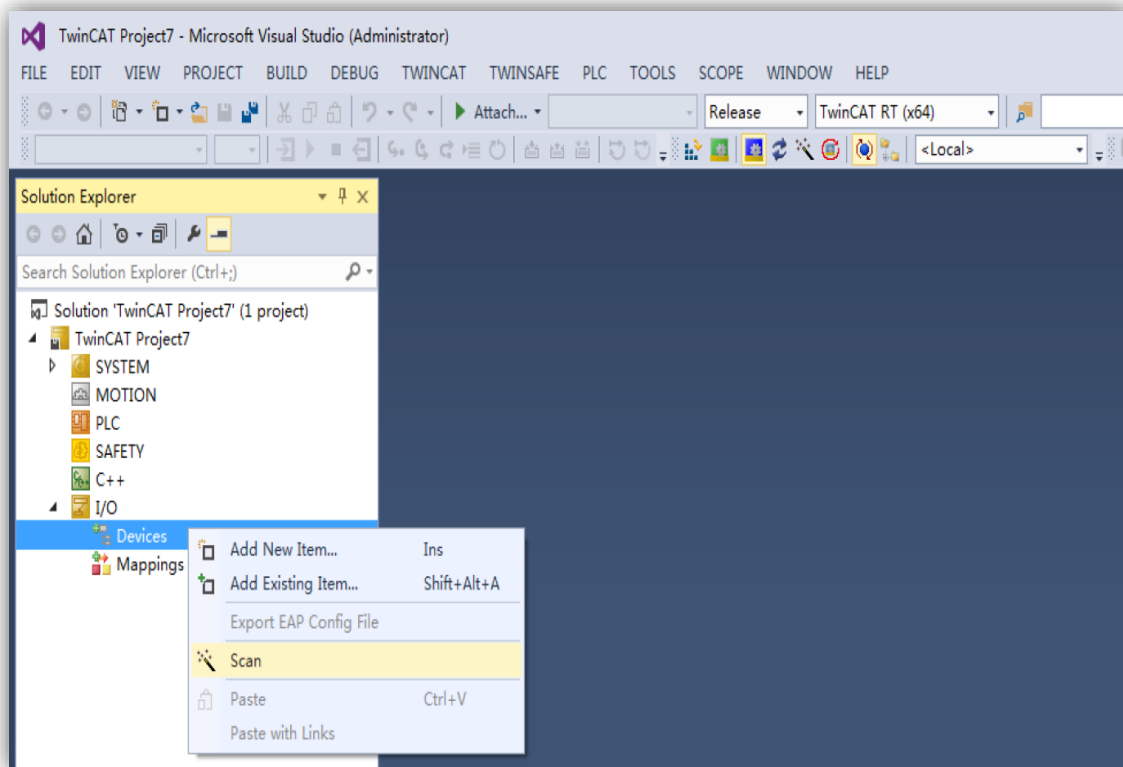 TwinCAT Project7 - Microsoft Visual Studio (Administrator)
FILE EDIT VIEW PROJECT BUILD DEBUG TWINCAT TWINSAFE PLC TOOLS SCOPE WINDOW HELP
Attach... Release TwinCAT RT (x64)
<Local>
Solution Explorer
Search Solution Explorer (Ctrl+;)
Solution 'TwinCAT Project7' (1 project)
TwinCAT Project7
SYSTEM
MOTION
PLC
SAFETY
C++
I/O
Devices
Mappings
Add New Item... Ins
Add Existing Item... Shift+Alt+A
Export EAP Config File
Scan
Paste Ctrl+V
Paste with Links